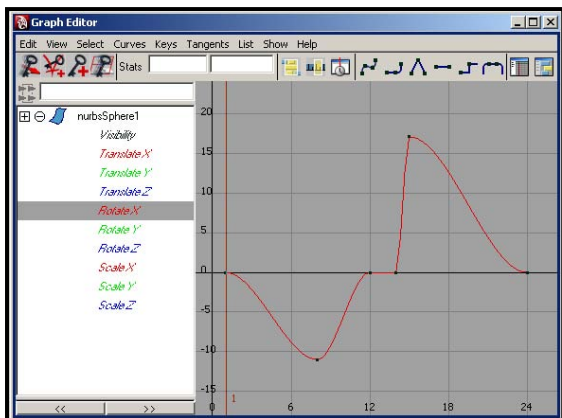 Graph Editor
Edit View Select Curves Keys Tangents List Show Help
Stats
nurbsSphere1
Visibility
Translate X
Translate Y
Translate Z
Rotate X
Rotate Y
Rotate Z
Scale X
Scale Y
Scale Z
<< >>
20
15
10
5
0
-5
-10
-15
1
0 6 12 18 24